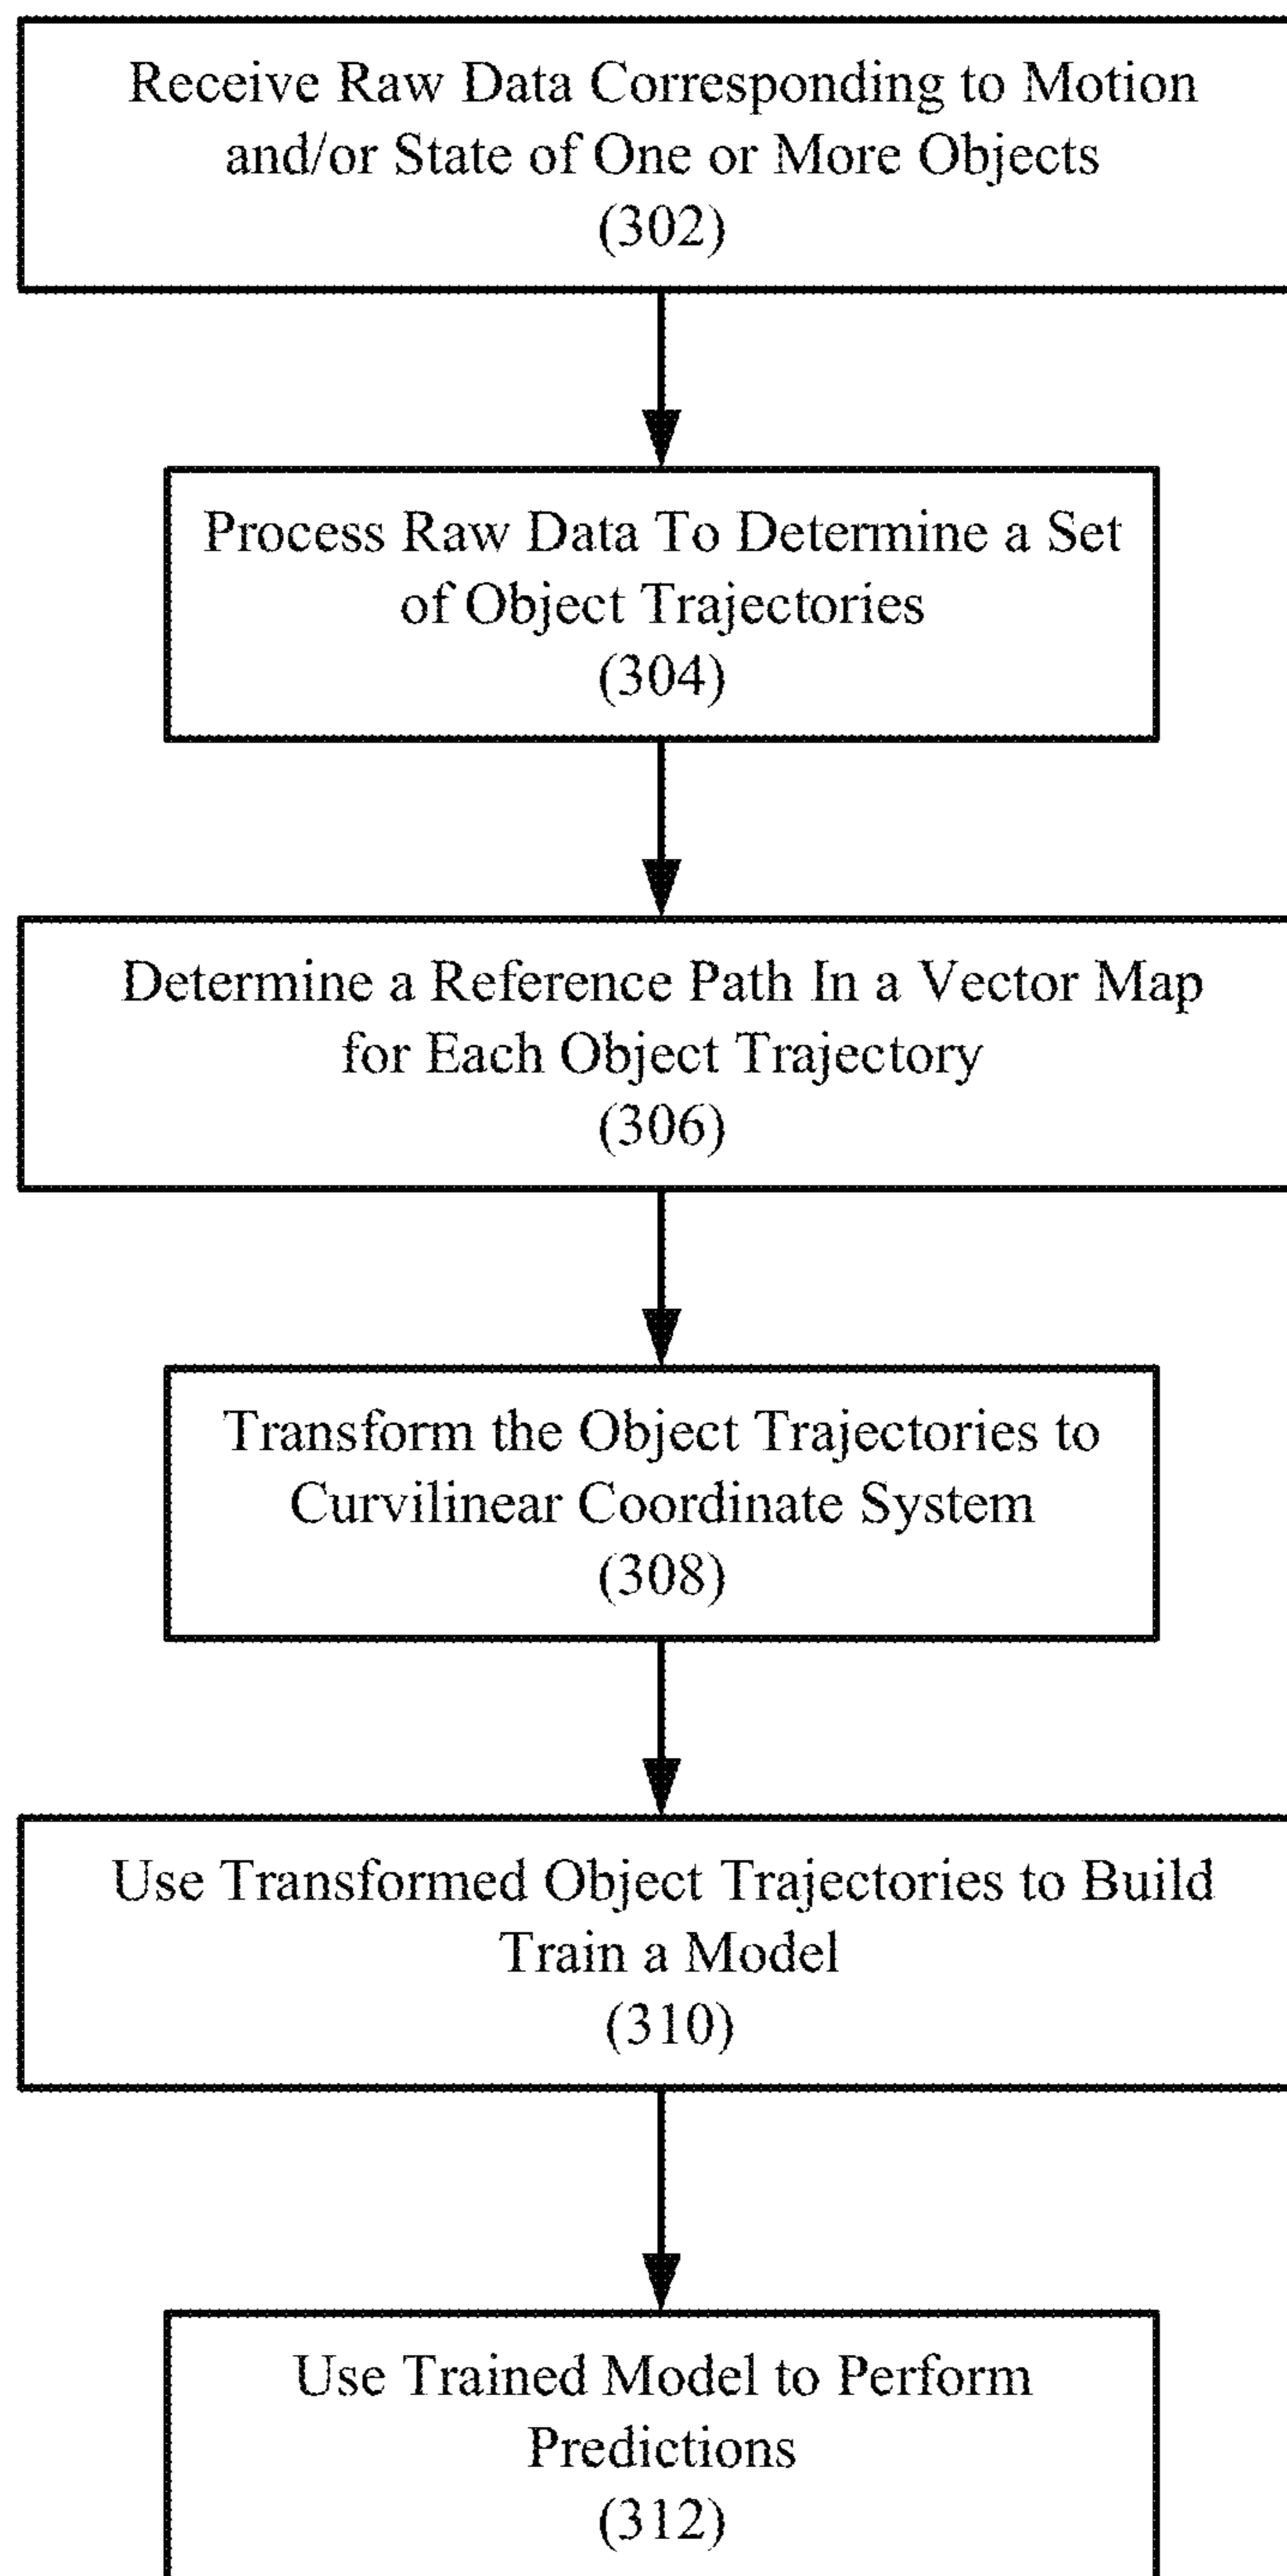 Receive Raw Data Corresponding to Motion
and/or State of One or More Objects
(302)
Process Raw Data To Determine a Set
of Object Trajectories
(304)
Determine a Reference Path In a Vector Map
for Each Object Trajectory
(306)
Transform the Object Trajectories to
Curvilinear Coordinate System
(308)
Use Transformed Object Trajectories to Build
Train a Model
(310)
Use Trained Model to Perform
Predictions
(312)